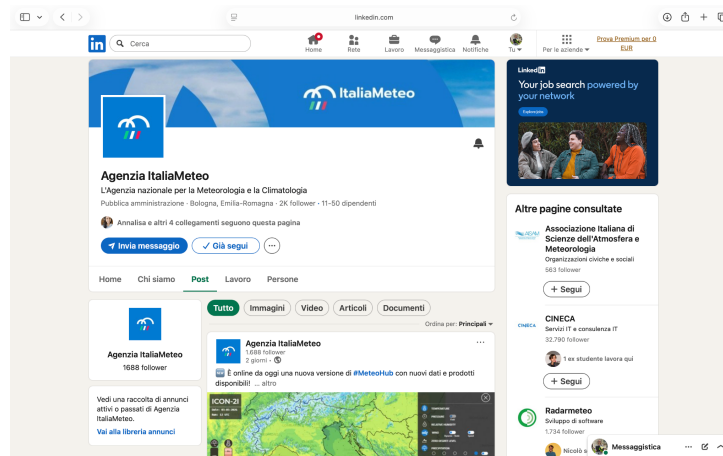 linkedin.com
in
Cerca
Home
Rete
Lavoro
Messaggistica
Notifiche
Tu
Per le aziende
Prova Premium per 0 EUR
ItaliaMeteo
Agenzia ItaliaMeteo
L'Agenzia nazionale per la Meteorologia e la Climatologia
Pubblica amministrazione · Bologna, Emilia-Romagna · 2K follower · 11-50 dipendenti
Annalisa e altri 4 collegamenti seguono questa pagina
Invia messaggio
Già segui
Home
Chi siamo
Post
Lavoro
Persone
Agenzia ItaliaMeteo
1688 follower
Vedi una raccolta di annunci
attivi o passati di Agenzia
ItaliaMeteo.
Vai alla libreria annunci
Tutto
Immagini
Video
Articoli
Documenti
Ordina per: Principali
Agenzia ItaliaMeteo
1.688 follower
2 giorni ·
È online da oggi una nuova versione di #MeteoHub con nuovi dati e prodotti
disponibili! ... altro
ICON-2I
Linked in
Your job search powered by
your network
Explore jobs
Altre pagine consultate
Associazione Italiana di
Scienze dell'Atmosfera e
Meteorologia
Organizzazioni civiche e sociali
563 follower
+ Segui
CINECA
CINECA
Servizi IT e consulenza IT
32.790 follower
1 ex studente lavora qui
+ Segui
Radarmeteo
Sviluppo di software
1.734 follower
Nicolò s
Messaggistica